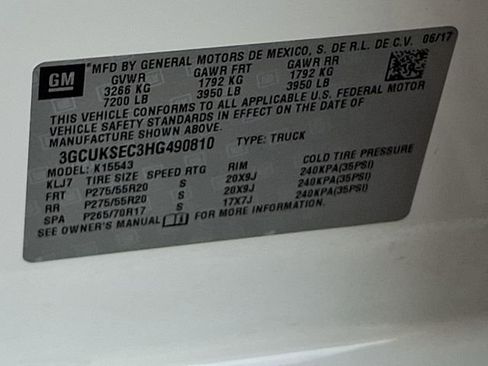 GM
MFD BY GENERAL MOTORS DE MEXICO, S. DE R.L. DE C.V. 06/17
GVWR GAWR FRT GAWR RR
3266 KG 1792 KG 1792 KG
7200 LB 3950 LB 3950 LB
THIS VEHICLE CONFORMS TO ALL APPLICABLE U.S. FEDERAL MOTOR
VEHICLE SAFETY STANDARDS IN EFFECT ON THE DATE OF
MANUFACTURE SHOWN ABOVE.
3GCUKSEC3HG490810 TYPE: TRUCK
MODEL: K15543
KLJ7 TIRE SIZE SPEED RTG RIM COLD TIRE PRESSURE
FRT P275/55R20 S 20X9J 240KPA(35PSI)
RR P275/55R20 S 20X9J 240KPA(35PSI)
SPA P265/70R17 S 17X7J 240KPA(35PSI)
SEE OWNER'S MANUAL FOR MORE INFORMATION.